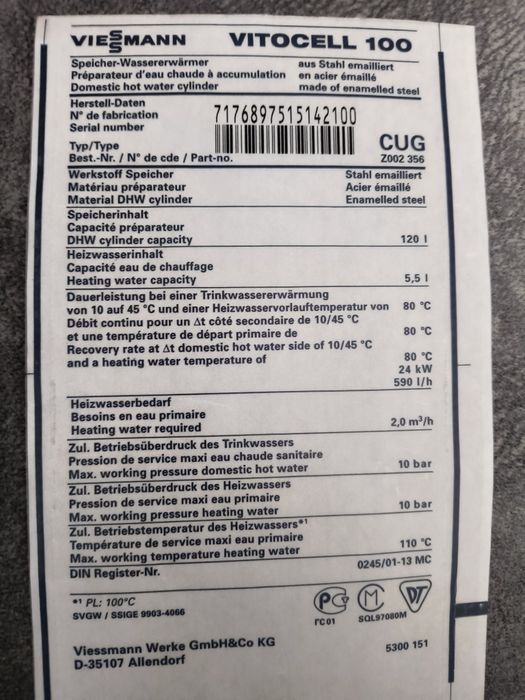 VIESSMANN VITOCELL 100
Speicher-Wassererwärmer aus Stahl emailliert
Préparateur d'eau chaude à accumulation en acier émaillé
Domestic hot water cylinder made of enamelled steel
Herstell-Daten
N° de fabrication
Serial number
7176897515142100
Typ/Type CUG
Best.-Nr. / N° de cde / Part-no. Z002 356
Werkstoff Speicher Stahl emailliert
Matériau préparateur Acier émaillé
Material DHW cylinder Enamelled steel
Speicherinhalt
Capacité préparateur
DHW cylinder capacity 120 l
Heizwasserinhalt
Capacité eau de chauffage
Heating water capacity 5,5 l
Dauerleistung bei einer Trinkwassererwärmung
von 10 auf 45 °C und einer Heizwasservorlauftemperatur von 80 °C
Débit continu pour un Δt côté secondaire de 10/45 °C
et une température de départ primaire de 80 °C
Recovery rate at Δt domestic hot water side of 10/45 °C
and a heating water temperature of 80 °C
24 kW
590 l/h
Heizwasserbedarf
Besoins en eau primaire
Heating water required 2,0 m³/h
Zul. Betriebsüberdruck des Trinkwassers
Pression de service maxi eau chaude sanitaire
Max. working pressure domestic hot water 10 bar
Zul. Betriebsüberdruck des Heizwassers
Pression de service maxi eau primaire
Max. working pressure heating water 10 bar
Zul. Betriebstemperatur des Heizwassers*¹
Température de service maxi eau primaire
Max. working temperature heating water 110 °C
DIN Register-Nr. 0245/01-13 MC
*¹ PL: 100°C
SVGW / SSIGE 9903-4066
PC M DT
ГС01 SQL97080M
Viessmann Werke GmbH&Co KG
D-35107 Allendorf
5300 151